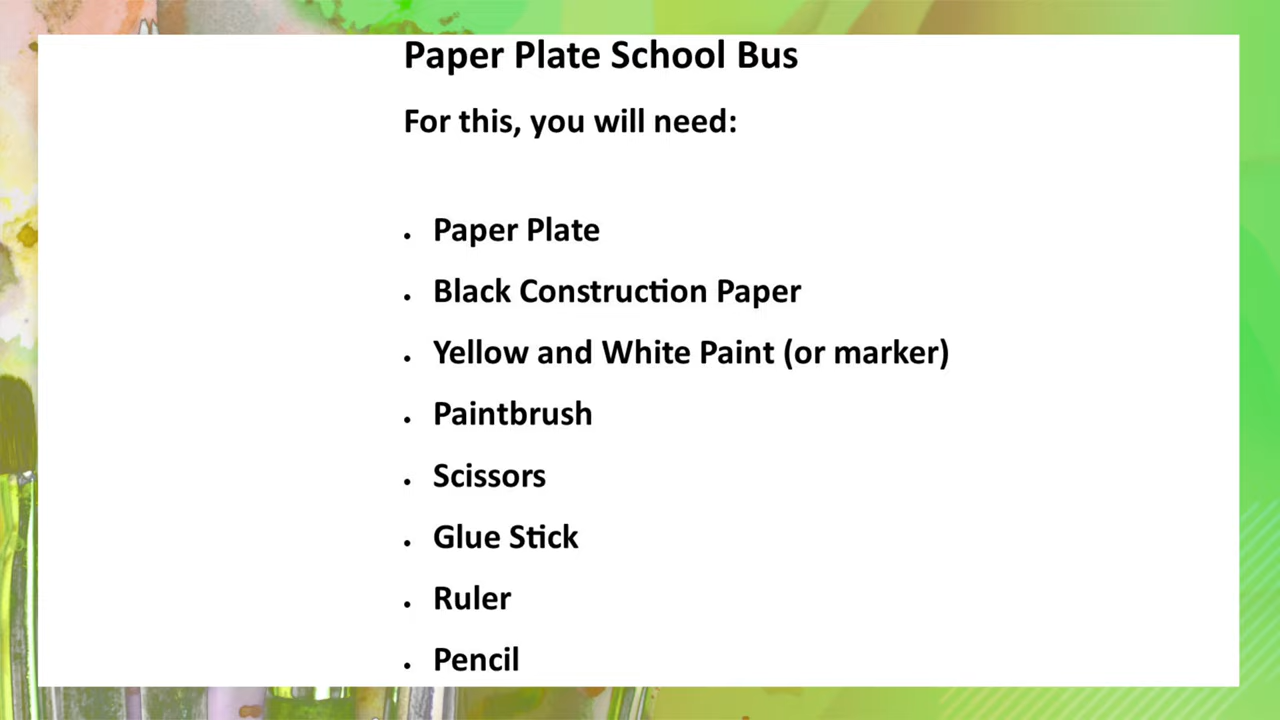 Paper Plate School Bus
For this, you will need:
• Paper Plate
• Black Construction Paper
• Yellow and White Paint (or marker)
• Paintbrush
• Scissors
• Glue Stick
• Ruler
• Pencil